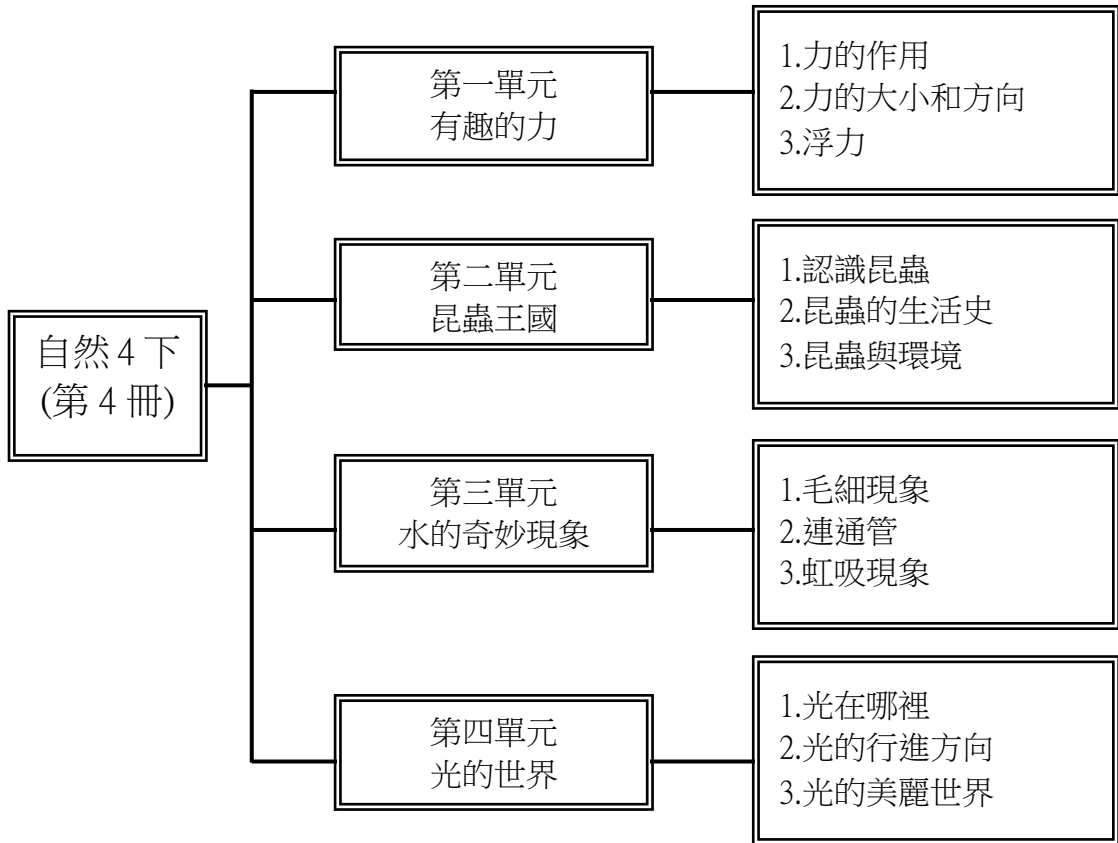 自然4下
(第4冊)
第一單元
有趣的力
1.力的作用
2.力的大小和方向
3.浮力
第二單元
昆蟲王國
1.認識昆蟲
2.昆蟲的生活史
3.昆蟲與環境
第三單元
水的奇妙現象
1.毛細現象
2.連通管
3.虹吸現象
第四單元
光的世界
1.光在哪裡
2.光的行進方向
3.光的美麗世界